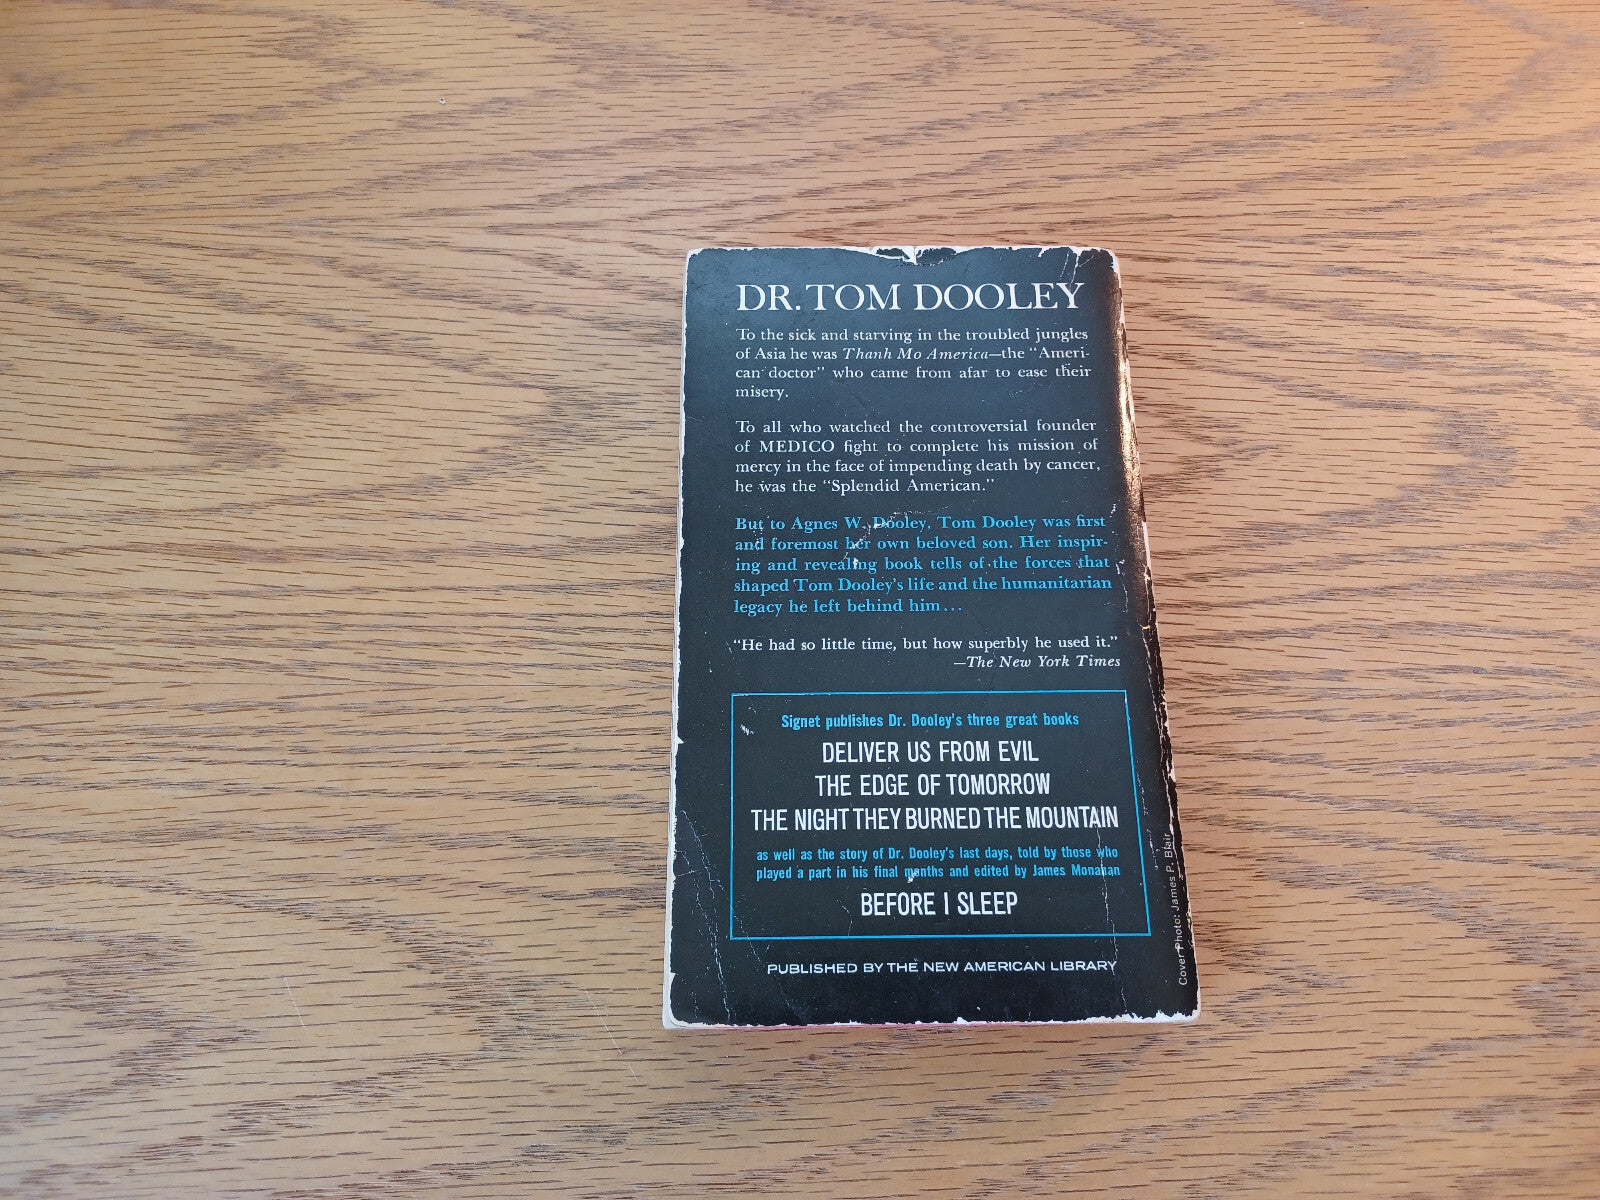 DR. TOM DOOLEY
To the sick and starving in the troubled jungles
of Asia he was Thanh Mo America—the "Ameri-
can doctor" who came from afar to ease their
misery.
To all who watched the controversial founder
of MEDICO fight to complete his mission of
mercy in the face of impending death by cancer,
he was the "Splendid American."
But to Agnes W. Dooley, Tom Dooley was first
and foremost her own beloved son. Her inspir-
ing and revealing book tells of the forces that
shaped Tom Dooley's life and the humanitarian
legacy he left behind him...
"He had so little time, but how superbly he used it."
—The New York Times
Signet publishes Dr. Dooley's three great books
DELIVER US FROM EVIL
THE EDGE OF TOMORROW
THE NIGHT THEY BURNED THE MOUNTAIN
as well as the story of Dr. Dooley's last days, told by those who
played a part in his final months and edited by James Monahan
BEFORE I SLEEP
PUBLISHED BY THE NEW AMERICAN LIBRARY
Cover Photo: James P. Blair